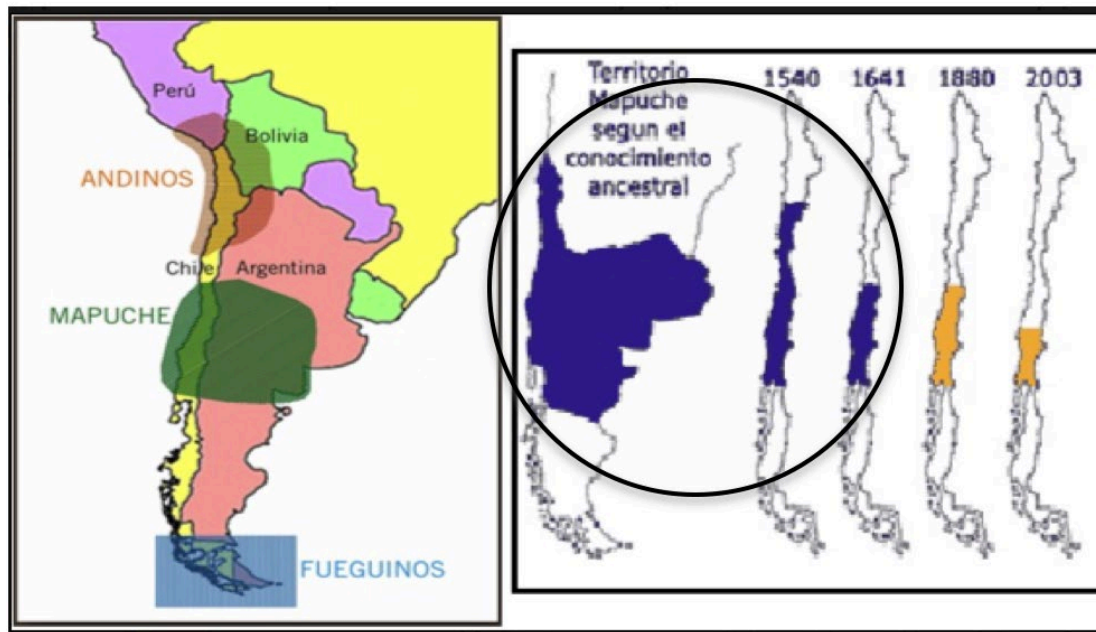 Perú
Bolivia
ANDINOS
Chile
Argentina
MAPUCHE
FUEGUINOS
Territorio
Mapuche
segun el
conocimiento
ancestral
1540
1641
1880
2003